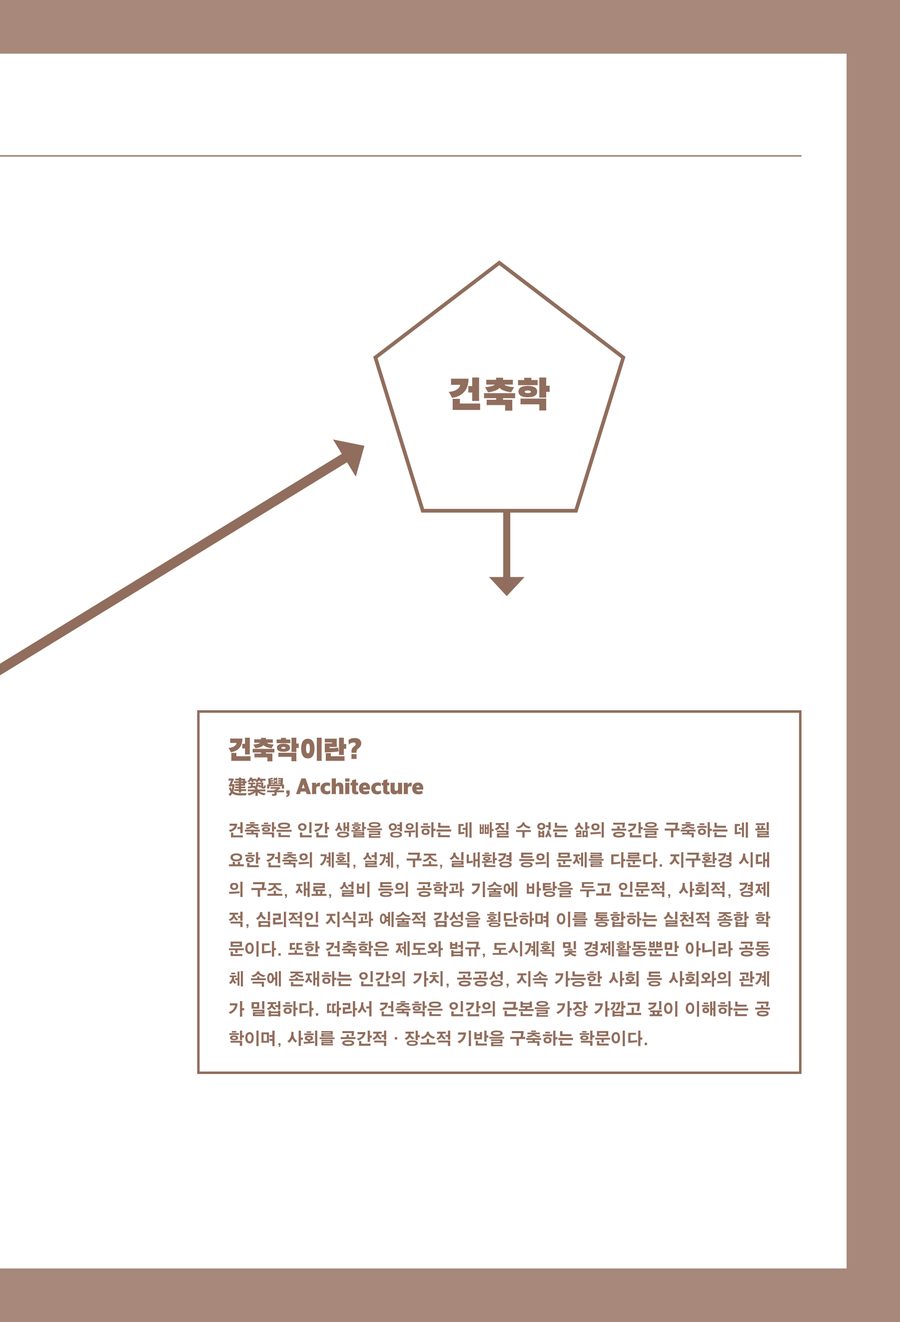 건축학
건축학이란?
建築學, Architecture
건축학은 인간 생활을 영위하는 데 빠질 수 없는 삶의 공간을 구축하는 데 필
요한 건축의 계획, 설계, 구조, 실내환경 등의 문제를 다룬다. 지구환경 시대
의 구조, 재료, 설비 등의 공학과 기술에 바탕을 두고 인문적, 사회적, 경제
적, 심리적인 지식과 예술적 감성을 횡단하며 이를 통합하는 실천적 종합 학
문이다. 또한 건축학은 제도와 법규, 도시계획 및 경제활동뿐만 아니라 공동
체 속에 존재하는 인간의 가치, 공공성, 지속 가능한 사회 등 사회와의 관계
가 밀접하다. 따라서 건축학은 인간의 근본을 가장 가깝고 깊이 이해하는 공
학이며, 사회를 공간적 · 장소적 기반을 구축하는 학문이다.